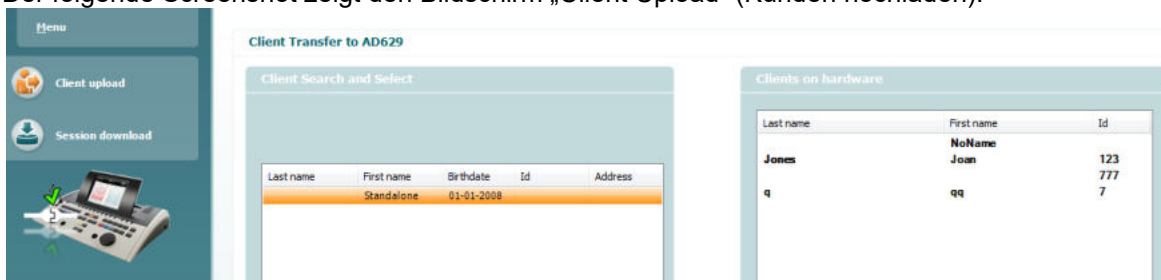 Der folgende Screenshot zeigt den Bildschirm „Client Upload“ (Kunden hochladen).
Menu
Client upload
Session download
Client Transfer to AD629
Client Search and Select
Last name First name Birthdate Id Address
Standalone 01-01-2008
Clients on hardware
Last name First name Id
NoName
Jones Joan 123
777
q qq 7